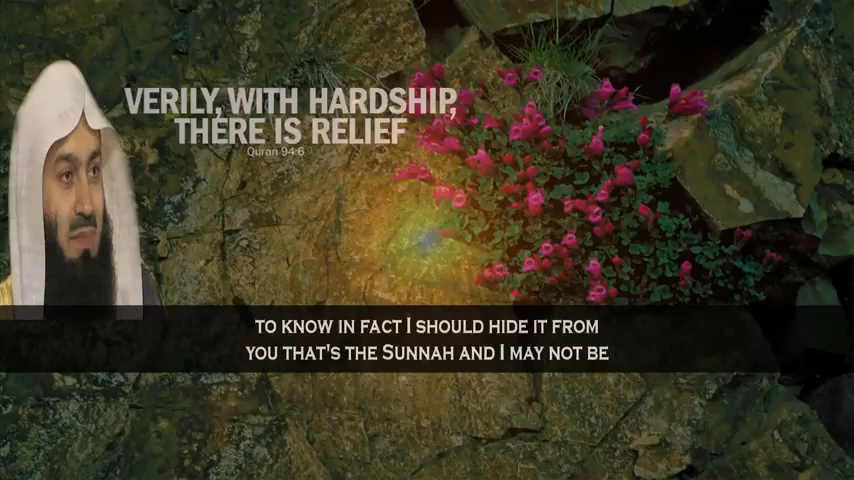 VERILY, WITH HARDSHIP,
THERE IS RELIEF
Quran 94:6
TO KNOW IN FACT I SHOULD HIDE IT FROM
YOU THAT'S THE SUNNAH AND I MAY NOT BE